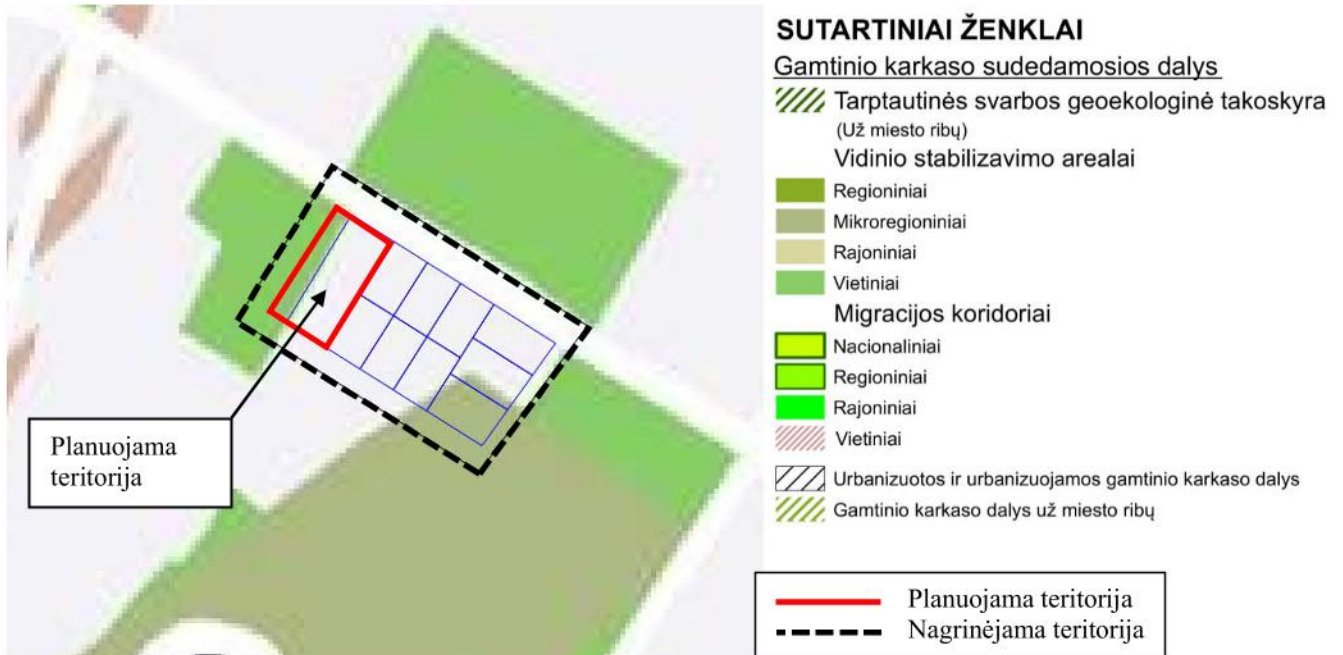 SUTARTINIAI ŽENKLAI
Gamtinio karkaso sudedamosios dalys
Tarptautinės svarbos geoekologinė takoskyra
(Už miesto ribų)
Vidinio stabilizavimo arealai
Regioniniai
Mikroregioniniai
Rajoniniai
Vietiniai
Migracijos koridoriai
Nacionaliniai
Regioniniai
Rajoniniai
Vietiniai
Urbanizuotos ir urbanizuojamos gamtinio karkaso dalys
Gamtinio karkaso dalys už miesto ribų
Planuojama
teritorija
Planuojama teritorija
Nagrinėjama teritorija